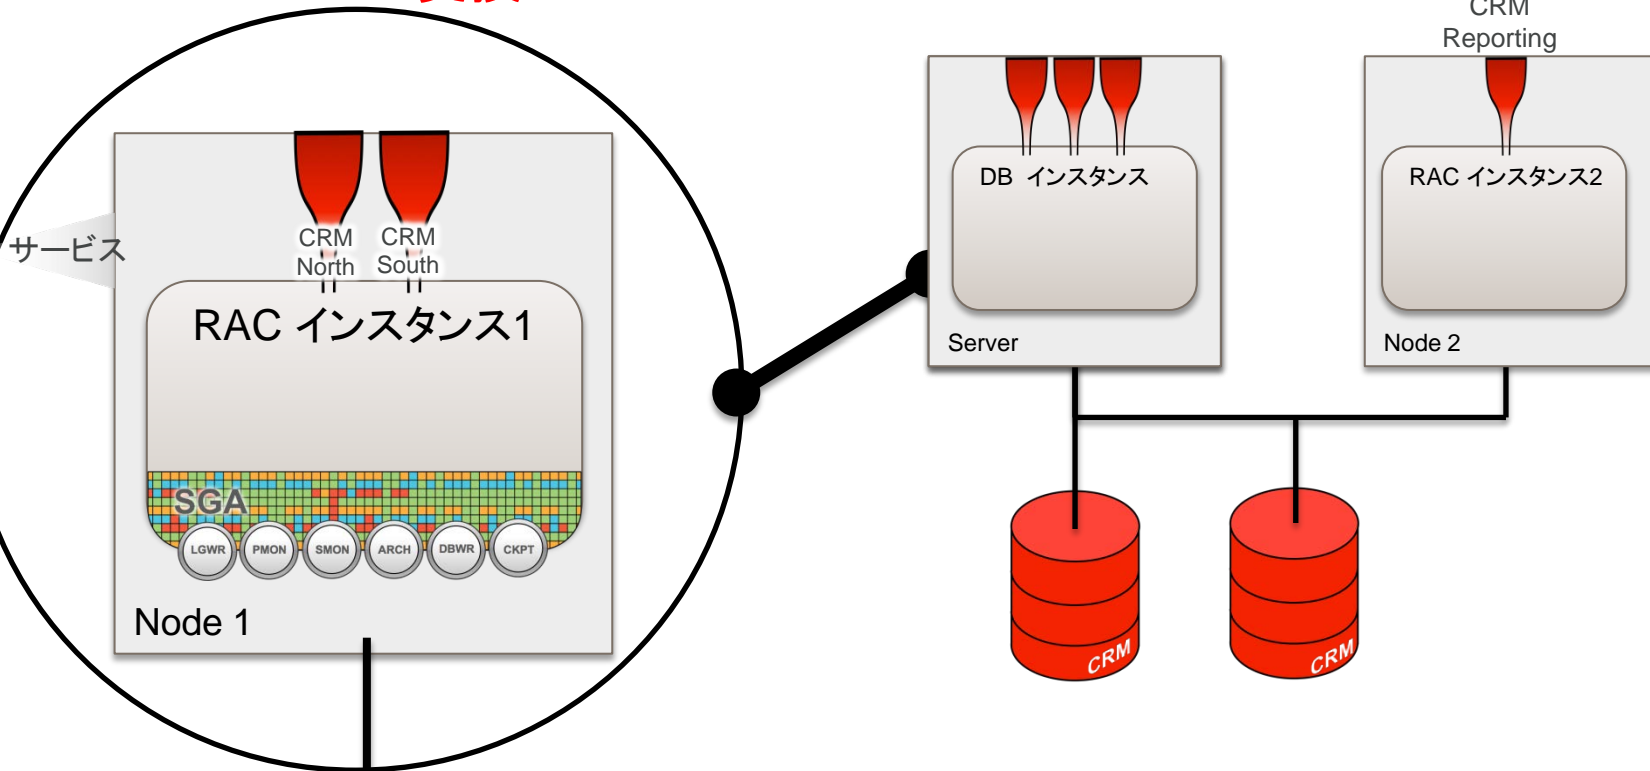 CRM
Reporting
サービス
CRM
North
CRM
South
RAC インスタンス1
SGA
LGWR
PMON
SMON
ARCH
DBWR
CKPT
Node 1
DB インスタンス
Server
RAC インスタンス2
Node 2
CRM
CRM